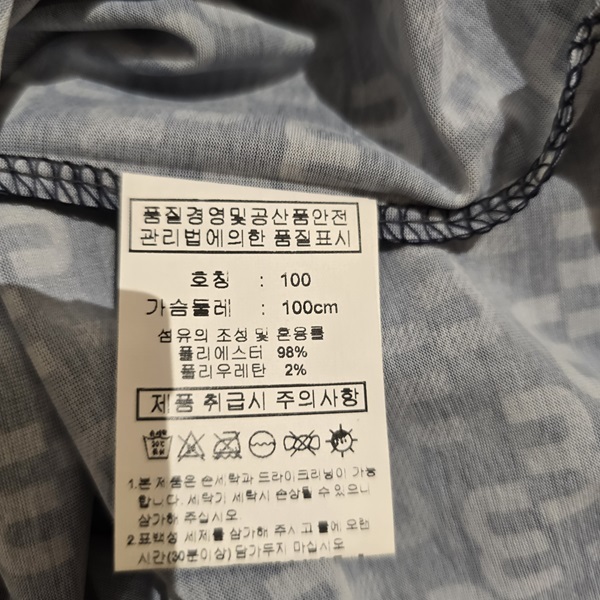 품질경영및공산품안전
관리법에의한 품질표시
호칭 : 100
가슴둘레 : 100cm
섬유의 조성 및 혼용률
폴리에스터 98%
폴리우레탄 2%
제품 취급시 주의사항
1.본 제품은 손세탁과 드라이크리닝이 가능
합니다. 세탁기 세탁시 손상될 수 있으니
삼가해 주십시오.
2.표백성 세제를 삼가해 주시고 물에 오랜
시간(30분이상) 담가두지 마십시오